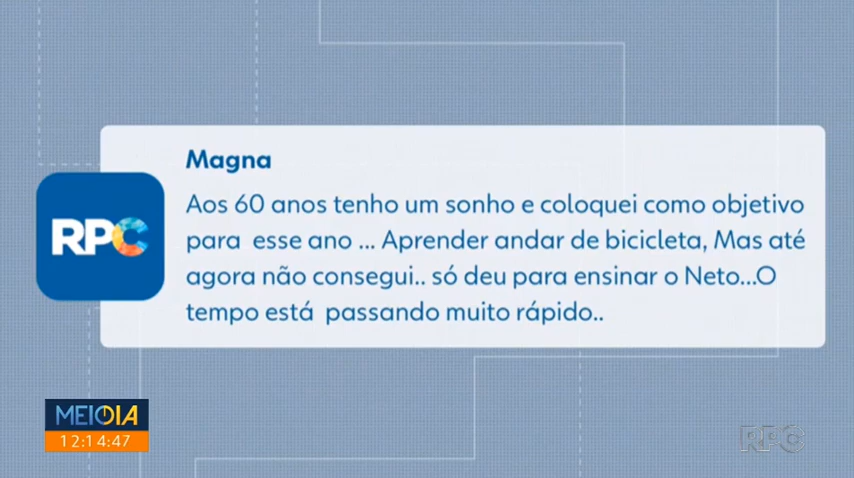 Magna
Aos 60 anos tenho um sonho e coloquei como objetivo
para esse ano ... Aprender andar de bicicleta, Mas até
agora não consegui.. só deu para ensinar o Neto...O
tempo está passando muito rápido..
RPC
MEIODIA
12:14:47
RPC